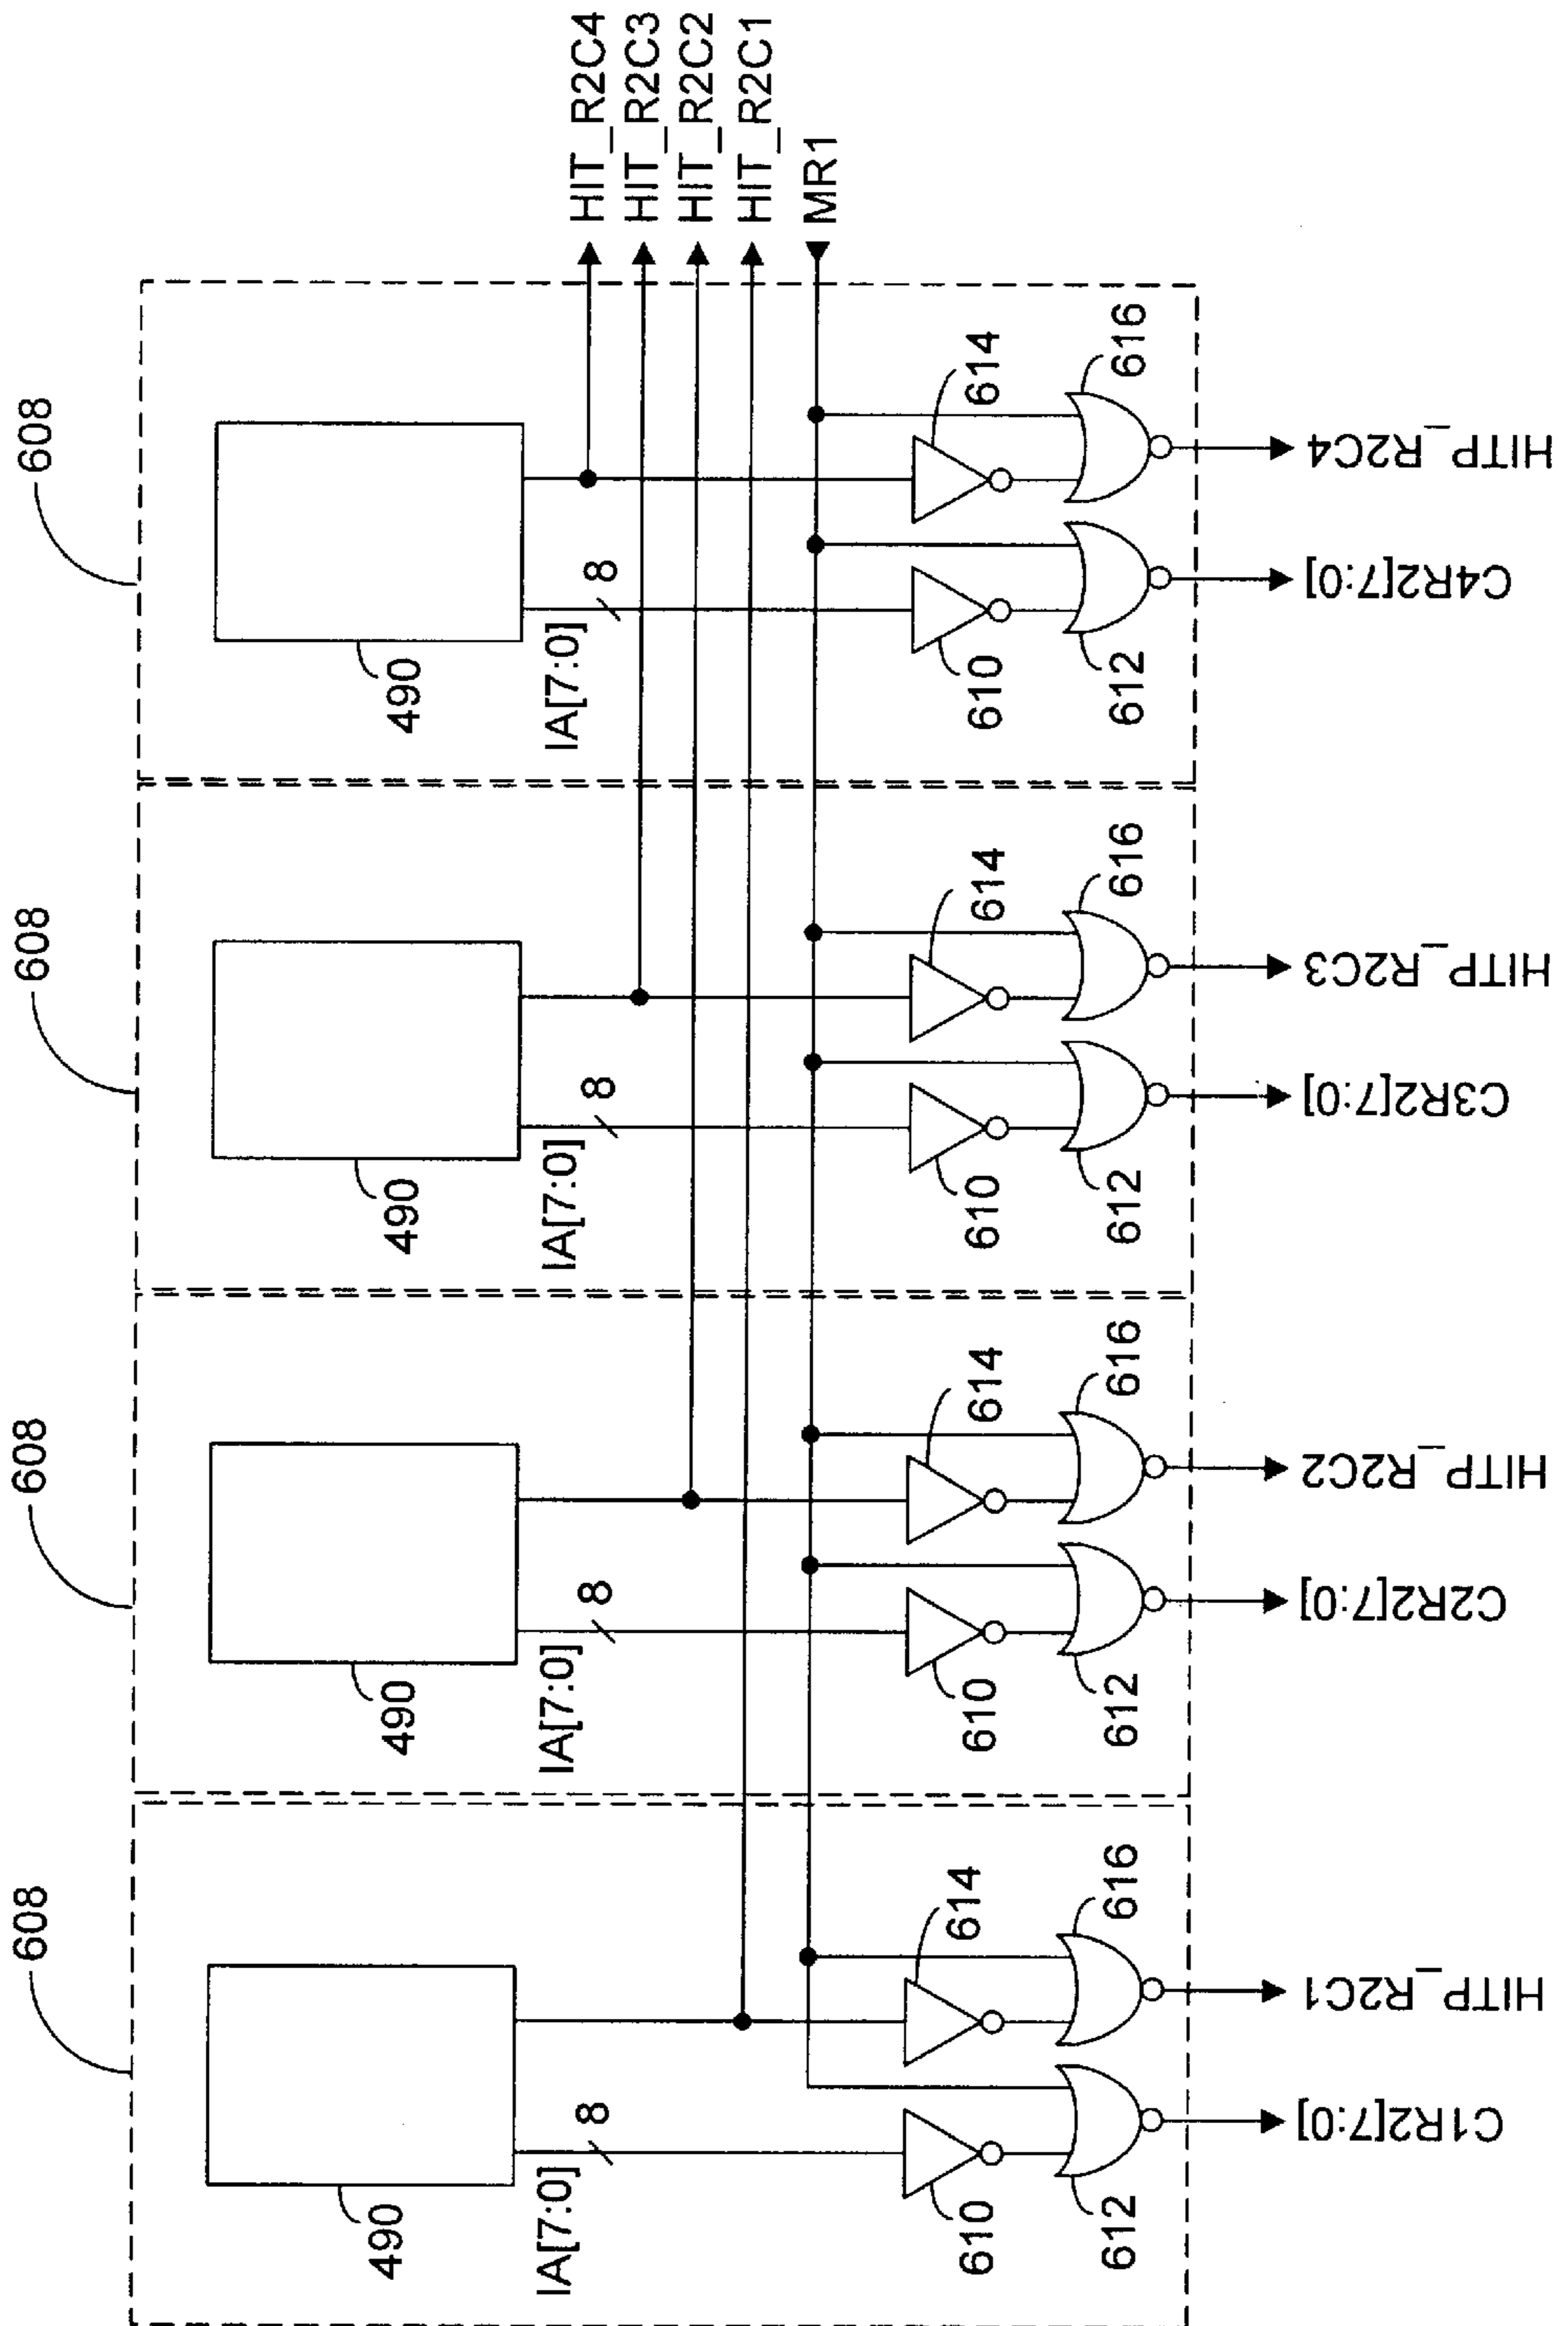 608
490
IA[7:0]
8
610
612
614
616
C1R2[7:0]
HITP_R2C1
608
490
IA[7:0]
8
610
612
614
616
C2R2[7:0]
HITP_R2C2
608
490
IA[7:0]
8
610
612
614
616
C3R2[7:0]
HITP_R2C3
608
490
IA[7:0]
8
610
612
614
616
C4R2[7:0]
HITP_R2C4
HIT_R2C4
HIT_R2C3
HIT_R2C2
HIT_R2C1
MR1